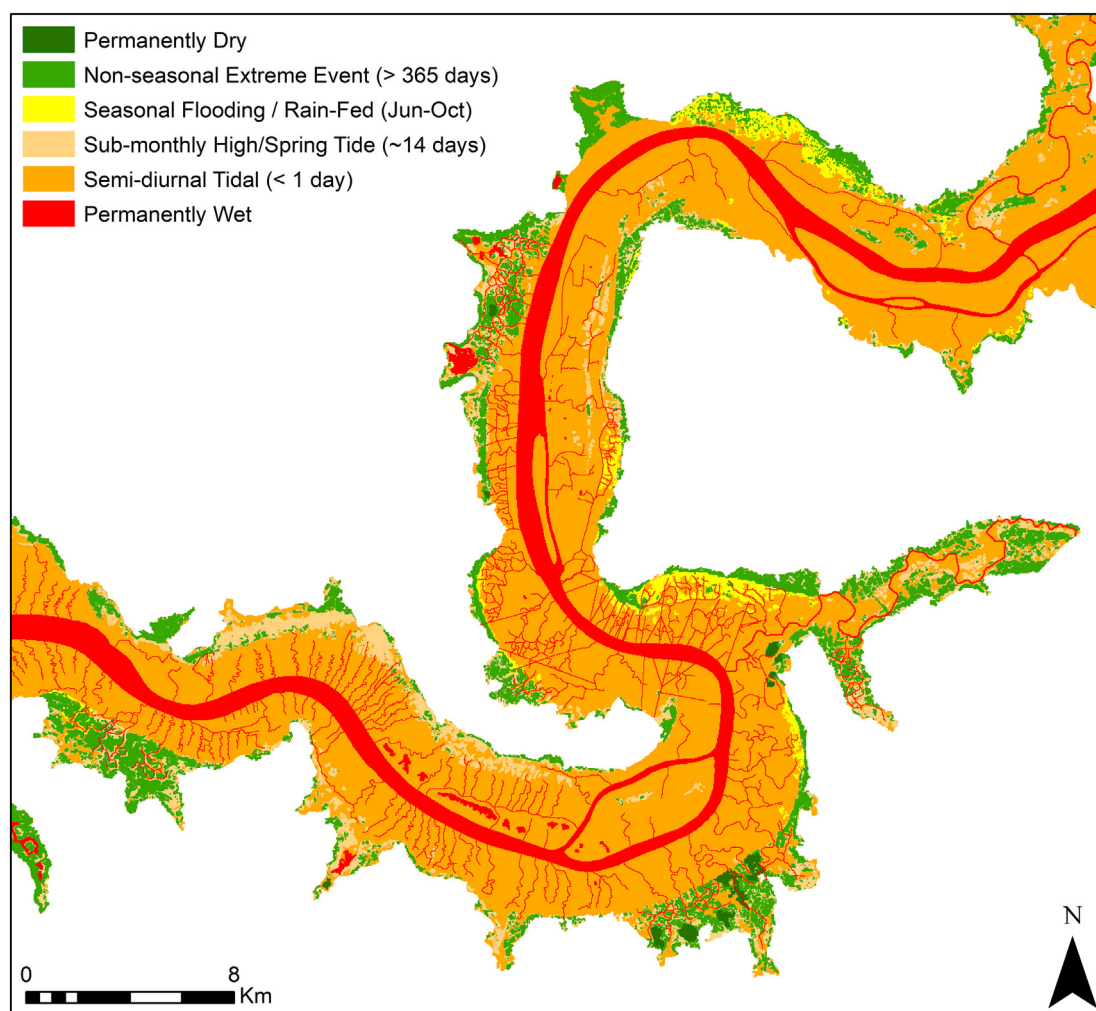 Permanently Dry
Non-seasonal Extreme Event (> 365 days)
Seasonal Flooding / Rain-Fed (Jun-Oct)
Sub-monthly High/Spring Tide (~14 days)
Semi-diurnal Tidal (< 1 day)
Permanently Wet
N
0 8
Km